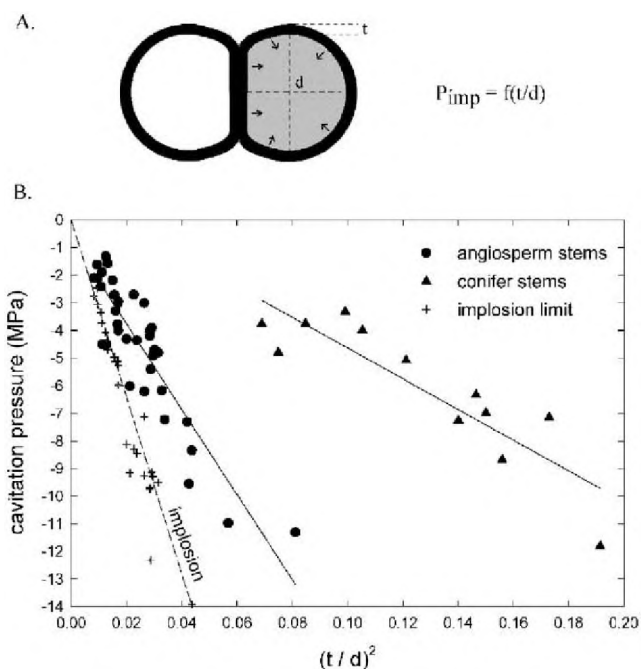 A.
t
d
P_imp = f(t/d)
B.
angiosperm stems
conifer stems
implosion limit
implosion
cavitation pressure (MPa)
0
-1
-2
-3
-4
-5
-6
-7
-8
-9
-10
-11
-12
-13
-14
0.00 0.02 0.04 0.06 0.08 0.10 0.12 0.14 0.16 0.18 0.20
(t / d)²